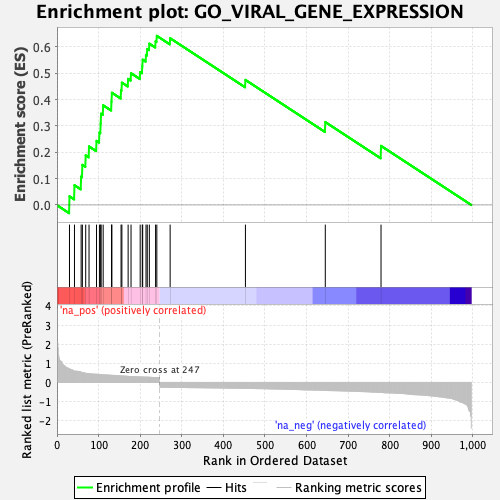 Enrichment plot: GO_VIRAL_GENE_EXPRESSION
Enrichment score (ES)
0.6
0.5
0.4
0.3
0.2
0.1
0.0
'na_pos' (positively correlated)
Ranked list metric (PreRanked)
4
3
2
1
0
-1
-2
Zero cross at 247
'na_neg' (negatively correlated)
0 100 200 300 400 500 600 700 800 900 1,000
Rank in Ordered Dataset
Enrichment profile Hits Ranking metric scores